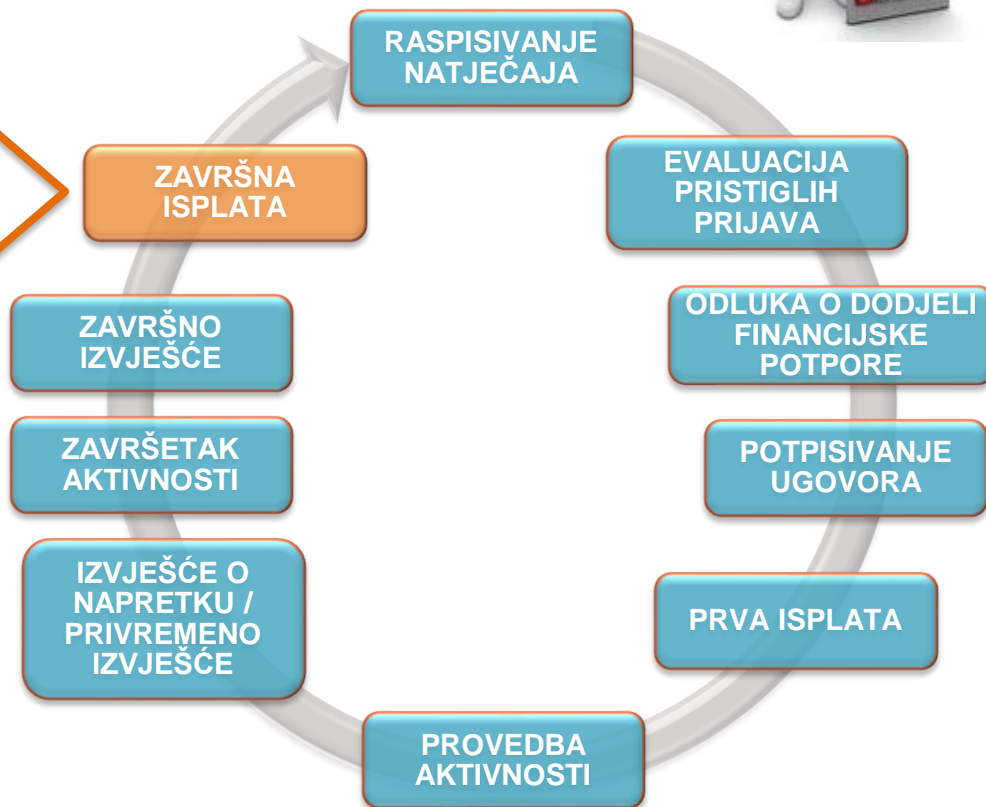 RASPISIVANJE
NATJEČAJA
EVALUACIJA
PRISTIGLIH
PRIJAVA
ODLUKA O DODJELI
FINANCIJSKE
POTPORE
POTPISIVANJE
UGOVORA
PRVA ISPLATA
PROVEDBA
AKTIVNOSTI
IZVJEŠĆE O
NAPRETKU /
PRIVREMENO
IZVJEŠĆE
ZAVRŠETAK
AKTIVNOSTI
ZAVRŠNO
IZVJEŠĆE
ZAVRŠNA
ISPLATA